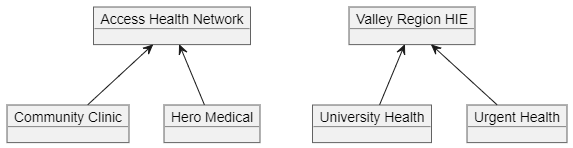 Access Health Network
Valley Region HIE
Community Clinic
Hero Medical
University Health
Urgent Health